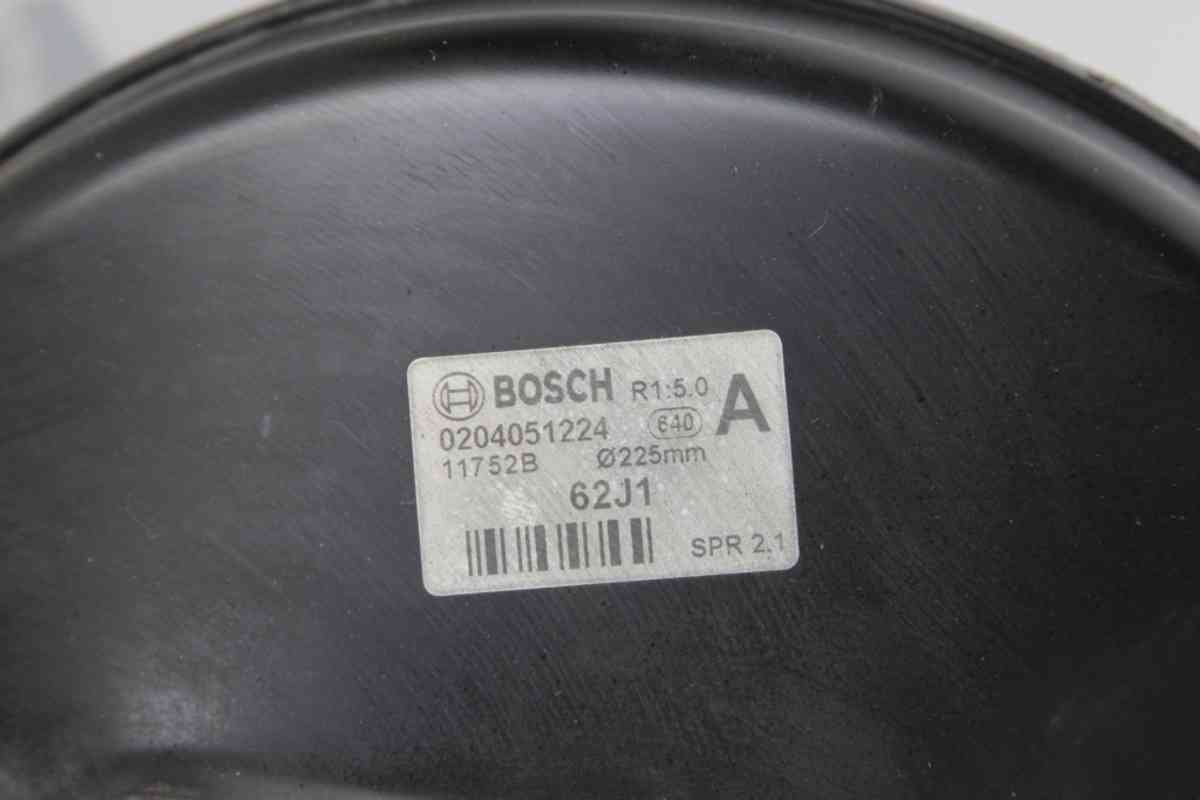 BOSCH R1:5.0 A
0204051224 640
11752B Ø225mm
62J1
SPR 2.1